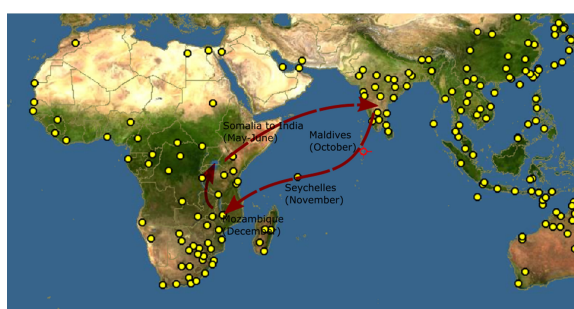 Somalia to India
(May-June)
Maldives
(October)
Seychelles
(November)
Mozambique
(December)